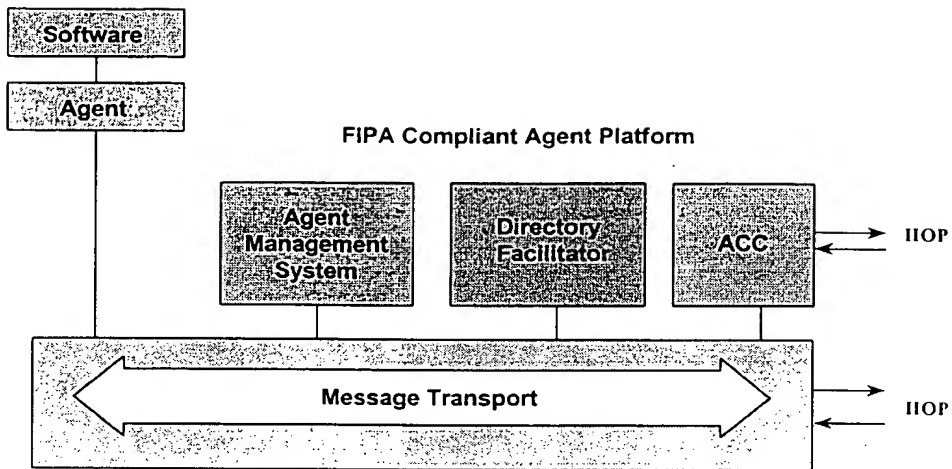 Software
Agent
FIPA Compliant Agent Platform
Agent
Management
System
Directory
Facilitator
ACC
IIOP
Message Transport
IIOP